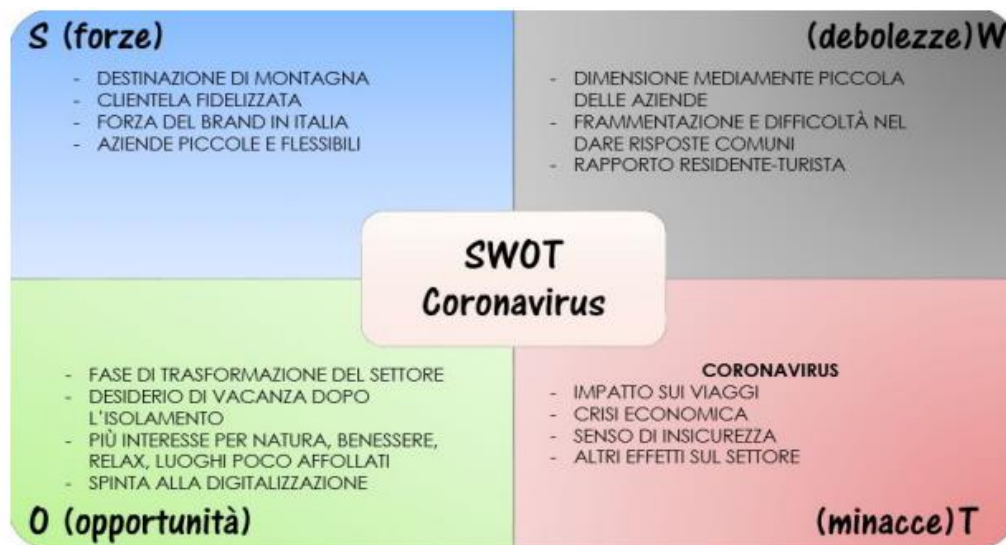 S (forze)
- DESTINAZIONE DI MONTAGNA
- CLIENTELA FIDELIZZATA
- FORZA DEL BRAND IN ITALIA
- AZIENDE PICCOLE E FLESSIBILI
(debolezze) W
- DIMENSIONE MEDIAMENTE PICCOLA
DELLE AZIENDE
- FRAMMENTAZIONE E DIFFICOLTÀ NEL
DARE RISPOSTE COMUNI
- RAPPORTO RESIDENTE-TURISTA
SWOT
Coronavirus
- FASE DI TRASFORMAZIONE DEL SETTORE
- DESIDERIO DI VACANZA DOPO
L'ISOLAMENTO
- PIÙ INTERESSE PER NATURA, BENESSERE,
RELAX, LUOGHI POCO AFFOLLATI
- SPINTA ALLA DIGITALIZZAZIONE
O (opportunità)
CORONAVIRUS
- IMPATTO SUI VIAGGI
- CRISI ECONOMICA
- SENSO DI INSICUREZZA
- ALTRI EFFETTI SUL SETTORE
(minacce) T